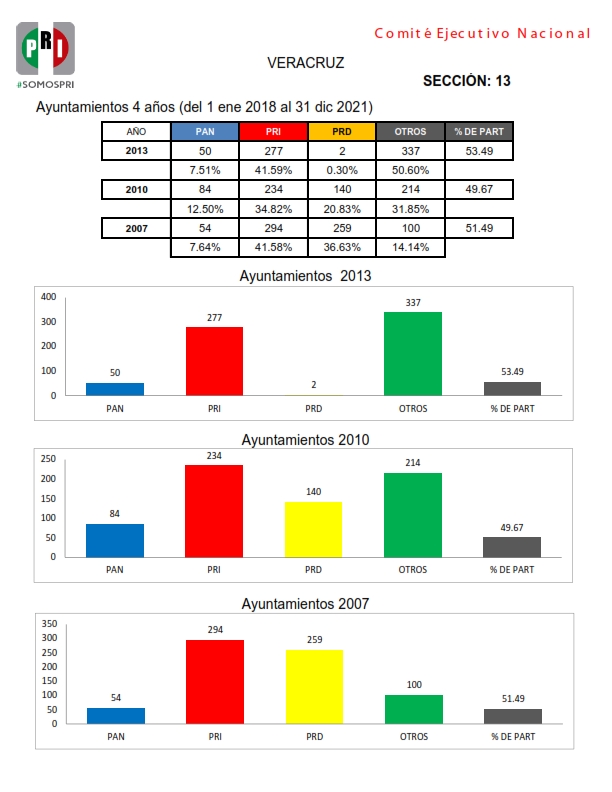 PRI
#SOMOSPRI
Comité Ejecutivo Nacional
VERACRUZ
SECCIÓN: 13
Ayuntamientos 4 años (del 1 ene 2018 al 31 dic 2021)
AÑO PAN PRI PRD OTROS % DE PART
2013 50 277 2 337 53.49
7.51% 41.59% 0.30% 50.60%
2010 84 234 140 214 49.67
12.50% 34.82% 20.83% 31.85%
2007 54 294 259 100 51.49
7.64% 41.58% 36.63% 14.14%
Ayuntamientos 2013
400
300
200
100
0
50 277 2 337 53.49
PAN PRI PRD OTROS % DE PART
Ayuntamientos 2010
250
200
150
100
50
0
84 234 140 214 49.67
PAN PRI PRD OTROS % DE PART
Ayuntamientos 2007
350
300
250
200
150
100
50
0
54 294 259 100 51.49
PAN PRI PRD OTROS % DE PART